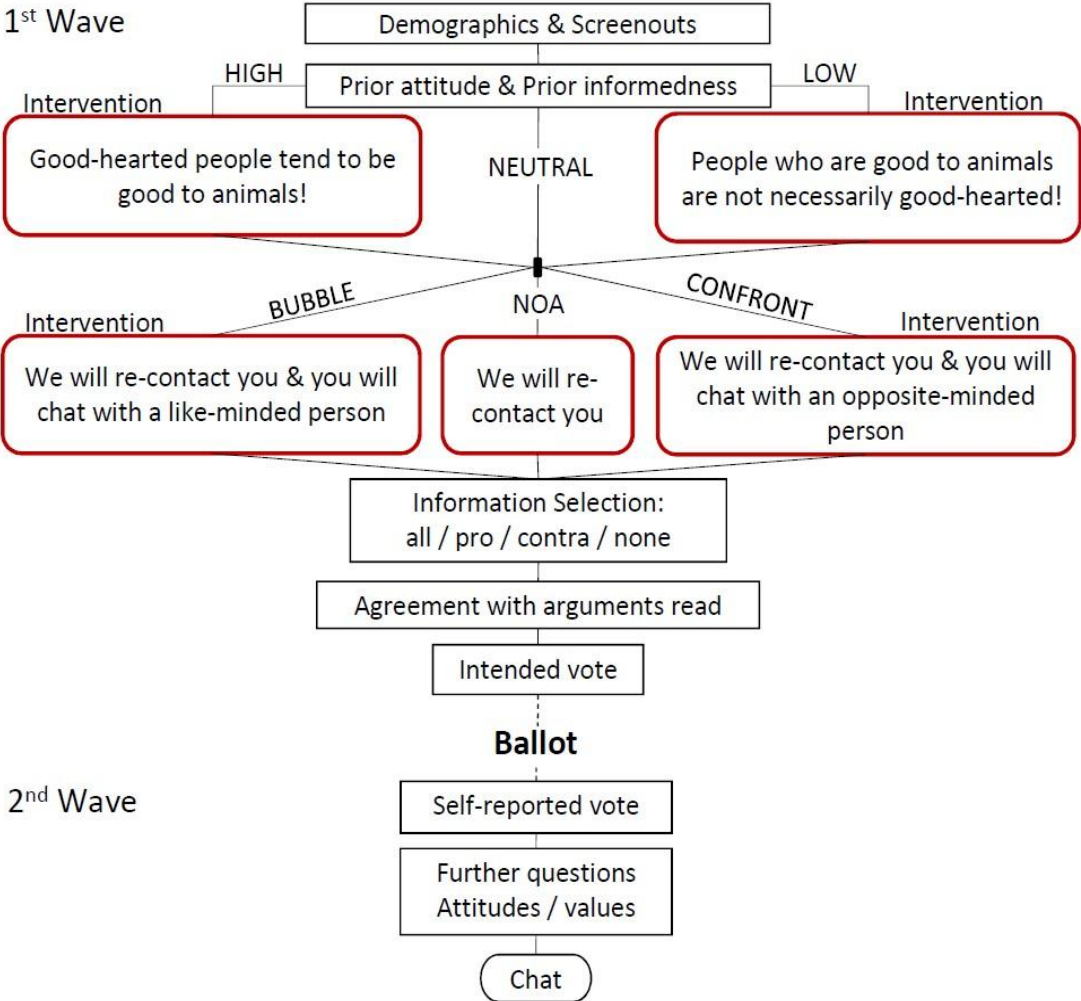 1st Wave
Demographics & Screenouts
HIGH
Prior attitude & Prior informedness
LOW
Intervention
Intervention
Good-hearted people tend to be
good to animals!
NEUTRAL
People who are good to animals
are not necessarily good-hearted!
BUBBLE
NOA
CONFRONT
Intervention
Intervention
We will re-contact you & you will
chat with a like-minded person
We will re-
contact you
We will re-contact you & you will
chat with an opposite-minded
person
Information Selection:
all / pro / contra / none
Agreement with arguments read
Intended vote
Ballot
2nd Wave
Self-reported vote
Further questions
Attitudes / values
Chat